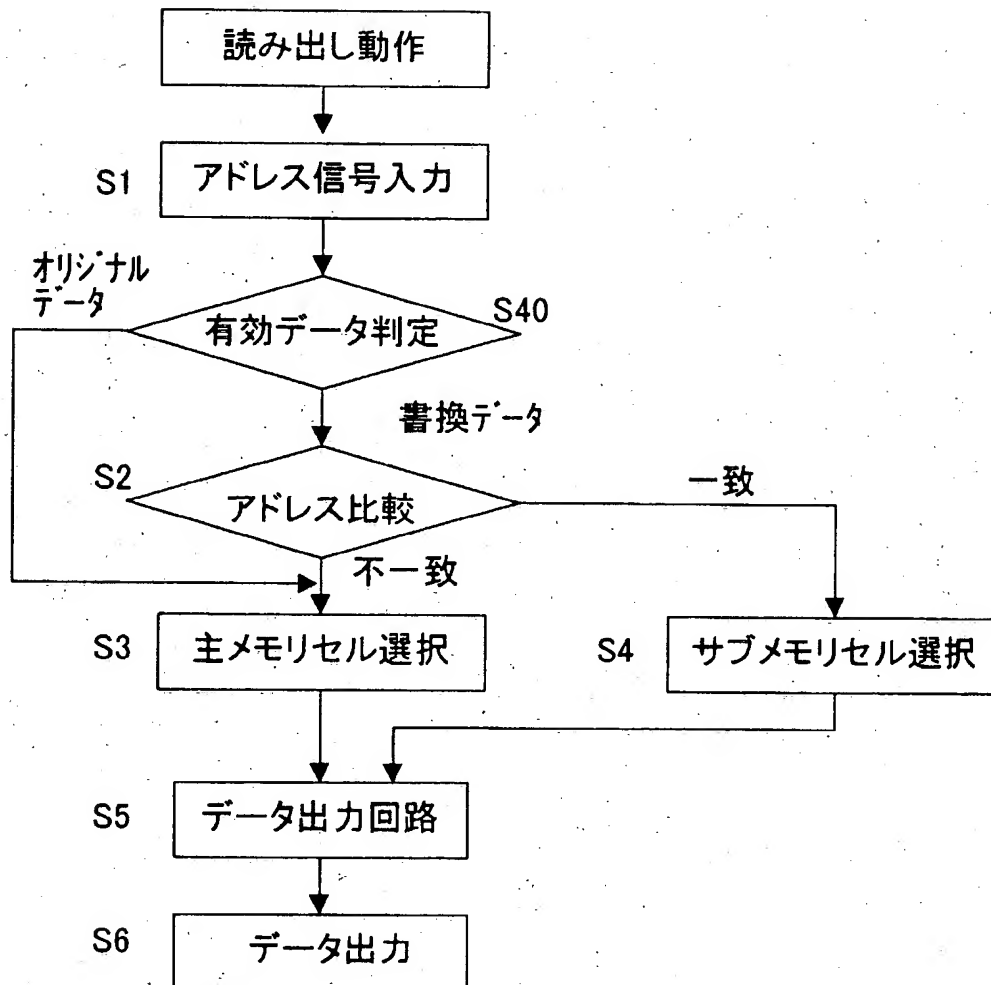 読み出し動作
S1
アドレス信号入力
オリジナル
データ
有効データ判定
S40
書換データ
S2
アドレス比較
一致
不一致
S3
主メモリセル選択
S4
サブメモリセル選択
S5
データ出力回路
S6
データ出力